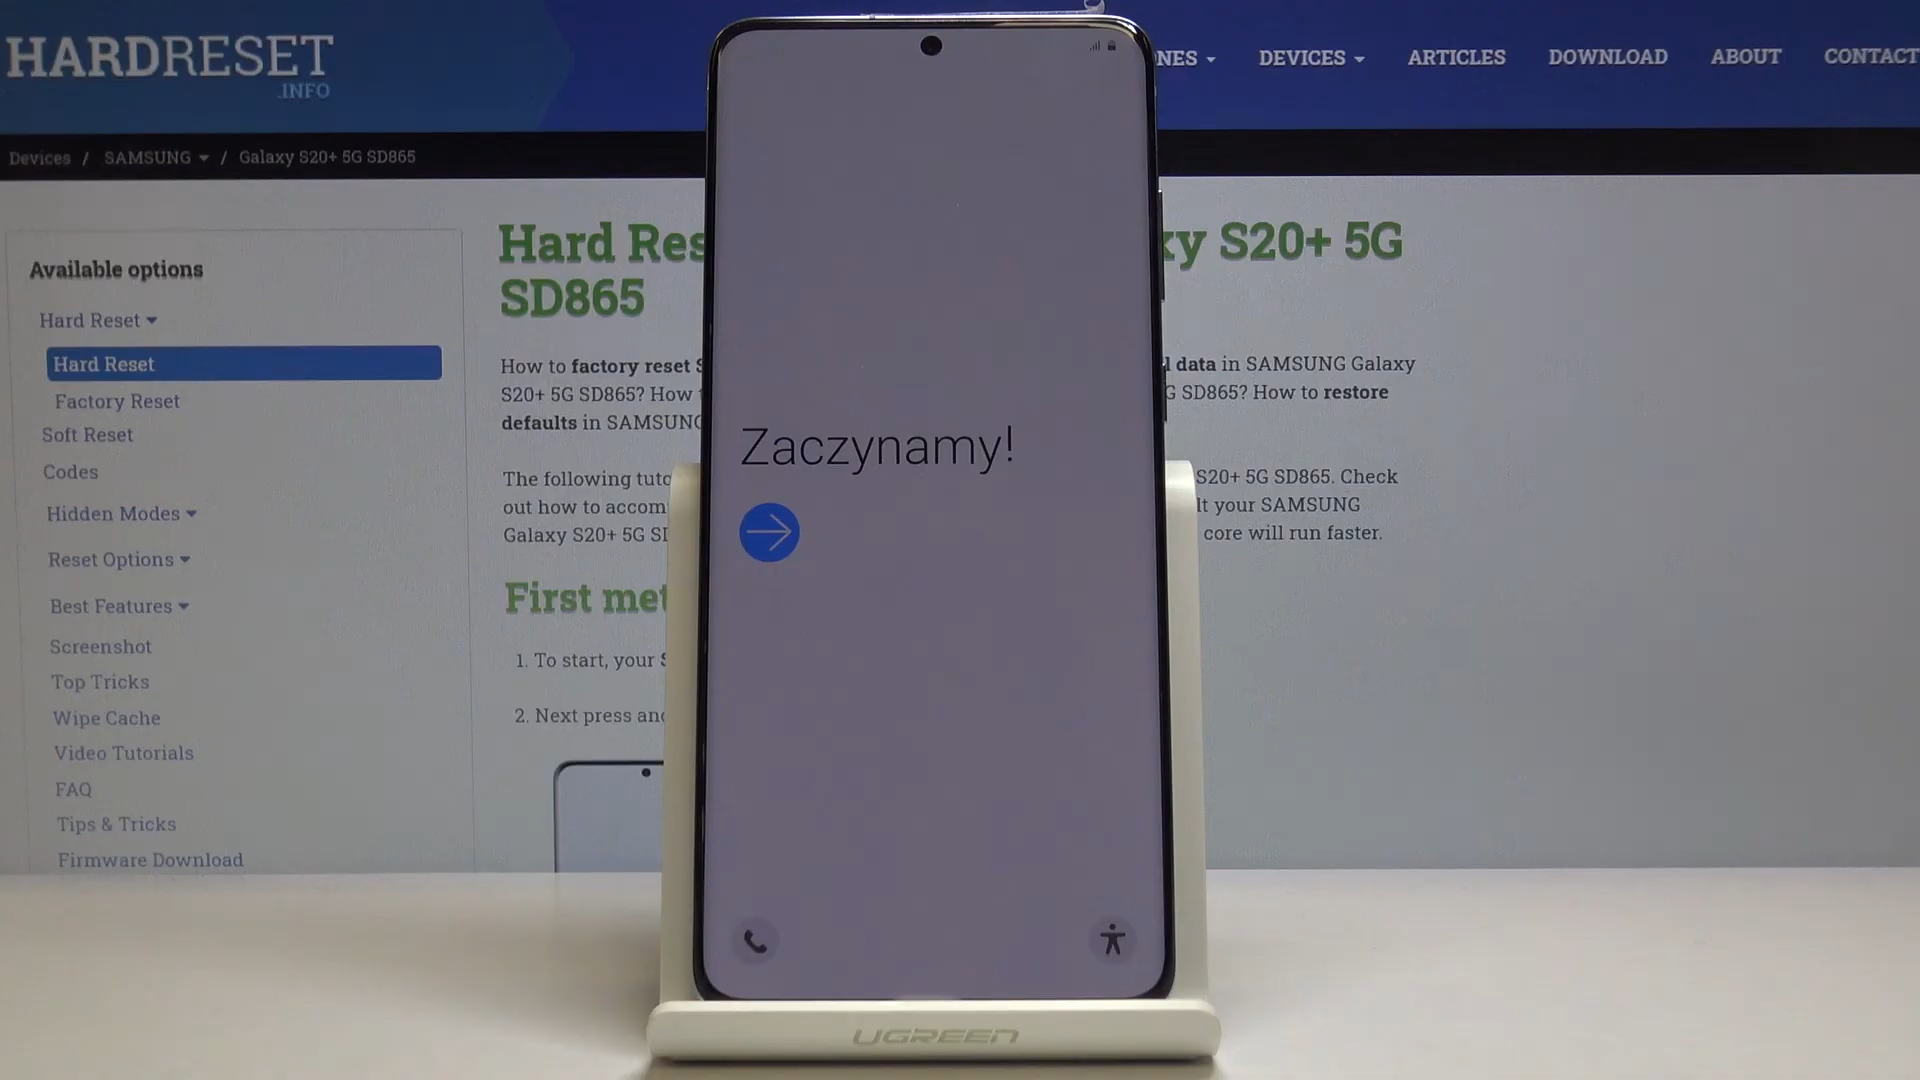 HARDRESET
.INFO
NES DEVICES ARTICLES DOWNLOAD ABOUT CONTACT
Devices / SAMSUNG / Galaxy S20+ 5G SD865
Available options
Hard Reset
Hard Reset
Factory Reset
Soft Reset
Codes
Hidden Modes
Reset Options
Best Features
Screenshot
Top Tricks
Wipe Cache
Video Tutorials
FAQ
Tips & Tricks
Firmware Download
Hard Res xy S20+ 5G
SD865
How to factory reset S d data in SAMSUNG Galaxy
S20+ 5G SD865? How G SD865? How to restore
defaults in SAMSUNG
The following tuto S20+ 5G SD865. Check
out how to accom lt your SAMSUNG
Galaxy S20+ 5G SD core will run faster.
First met
1. To start, your S
2. Next press and
Zaczynamy!
UGREEN